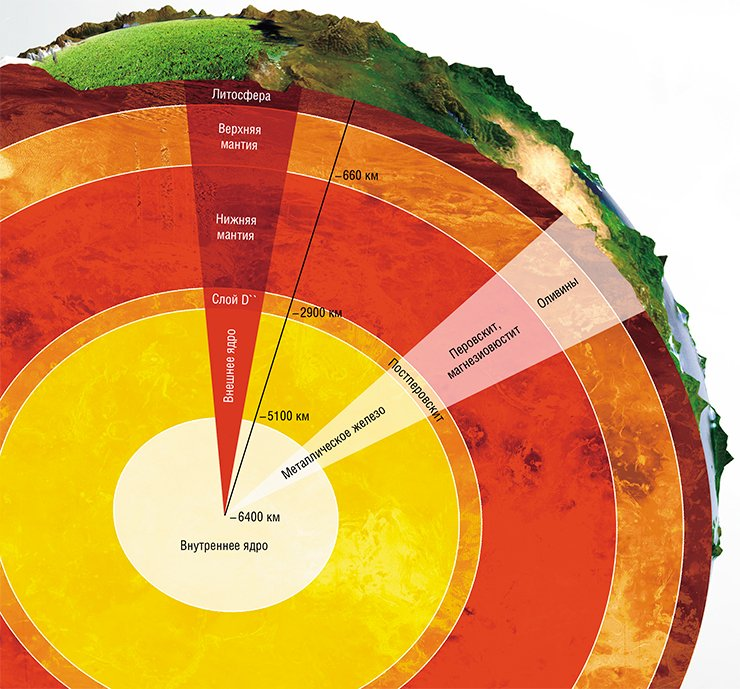 Литосфера
Верхняя
мантия
–660 км
Нижняя
мантия
Оливины
Слой D``
–2900 км
Перовскит,
магнезиовюстит
Внешнее ядро
Постперовскит
–5100 км
Металлическое железо
–6400 км
Внутреннее ядро